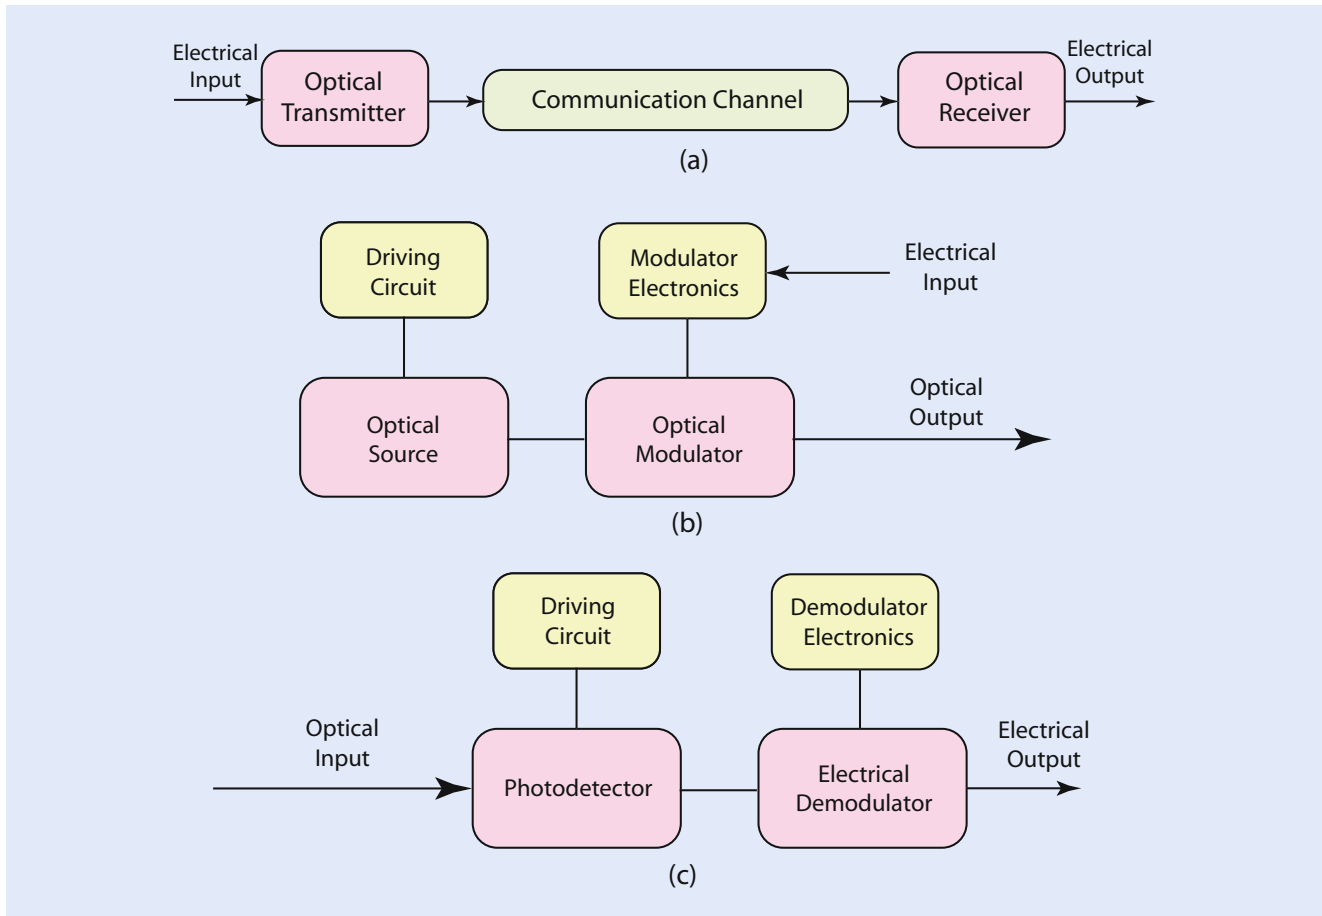 Electrical
Input
Optical
Transmitter
Communication Channel
Optical
Receiver
Electrical
Output
(a)
Driving
Circuit
Modulator
Electronics
Electrical
Input
Optical
Source
Optical
Modulator
Optical
Output
(b)
Driving
Circuit
Demodulator
Electronics
Optical
Input
Photodetector
Electrical
Demodulator
Electrical
Output
(c)